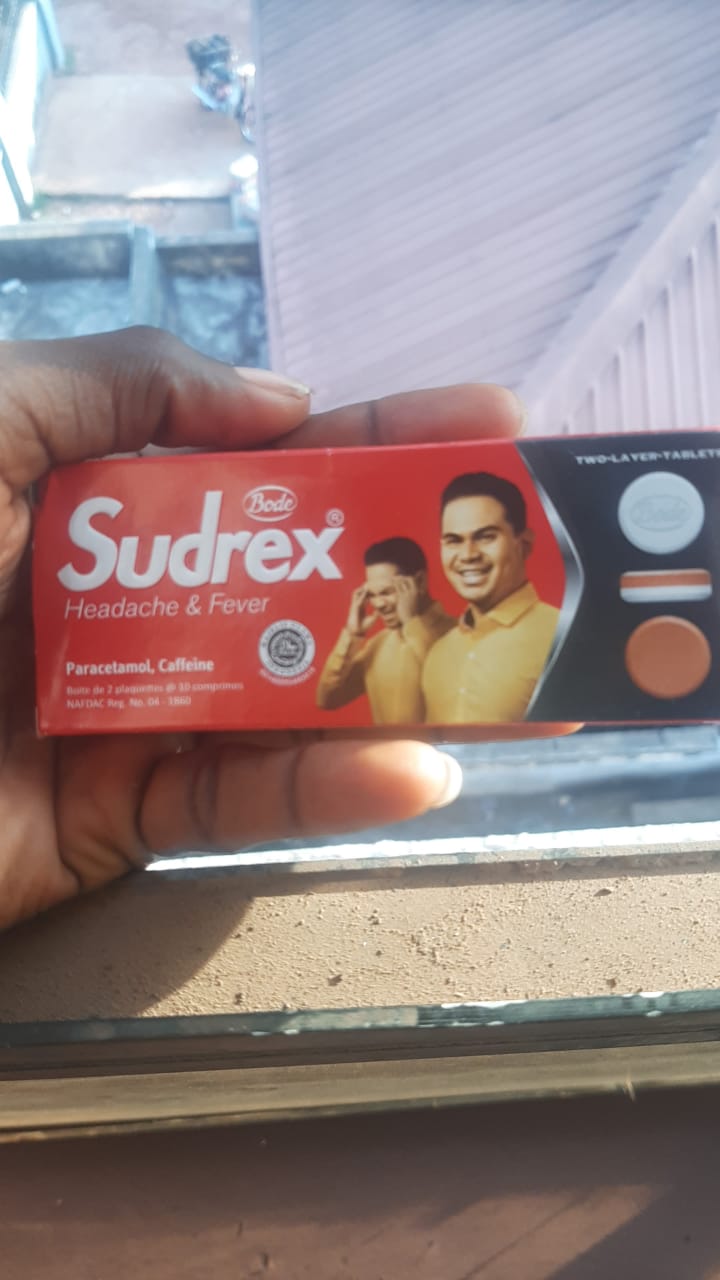 Bode
Sudrex®
Headache & Fever
Paracetamol, Caffeine
Boite de 2 plaquettes @ 10 comprimés
NAFDAC Reg. No. 04 - 1860
TWO-LAYER-TABLETS
Bode